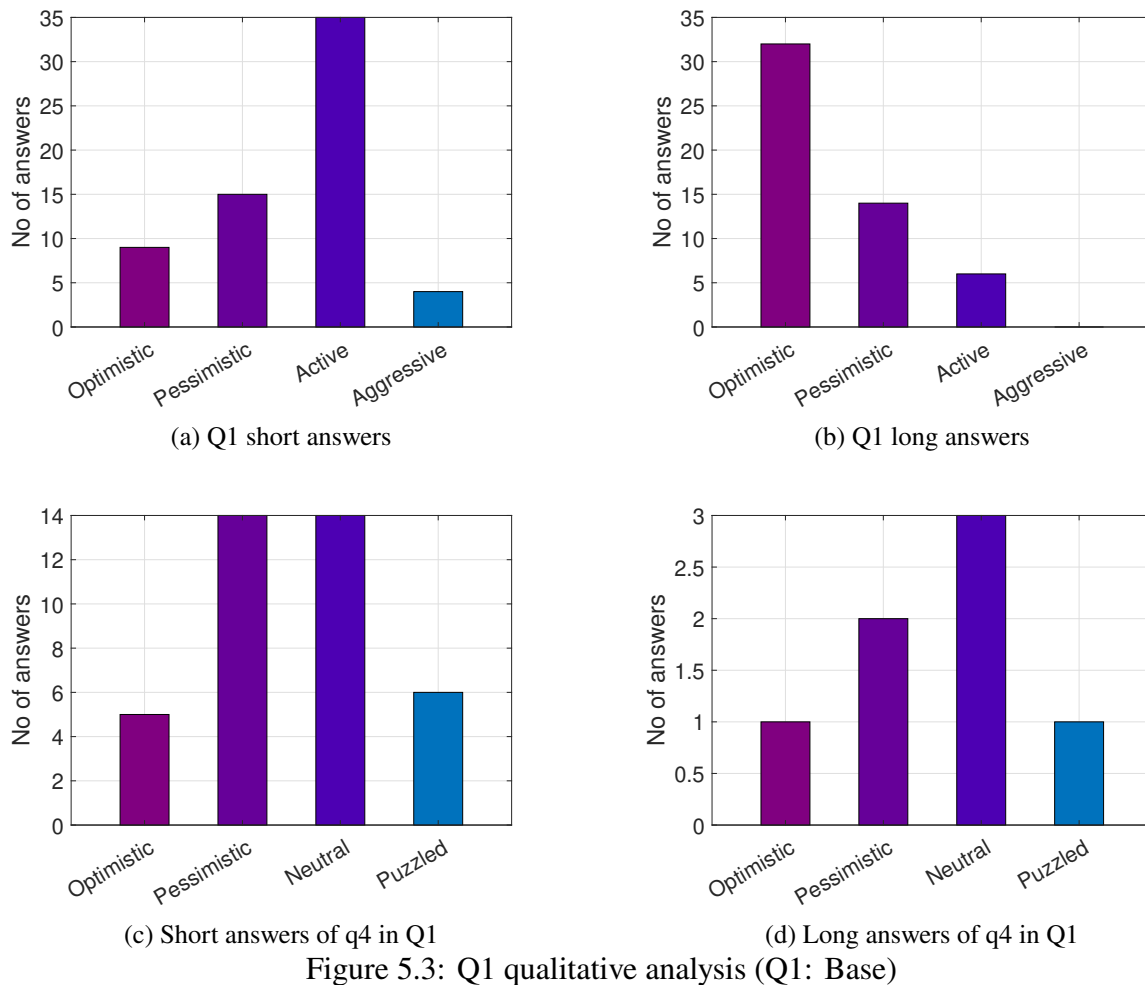 35
30
25
20
15
10
5
0
No of answers
Optimistic
Pessimistic
Active
Aggressive
(a) Q1 short answers
35
30
25
20
15
10
5
0
No of answers
Optimistic
Pessimistic
Active
Aggressive
(b) Q1 long answers
14
12
10
8
6
4
2
0
No of answers
Optimistic
Pessimistic
Neutral
Puzzled
(c) Short answers of q4 in Q1
3
2.5
2
1.5
1
0.5
0
No of answers
Optimistic
Pessimistic
Neutral
Puzzled
(d) Long answers of q4 in Q1
Figure 5.3: Q1 qualitative analysis (Q1: Base)